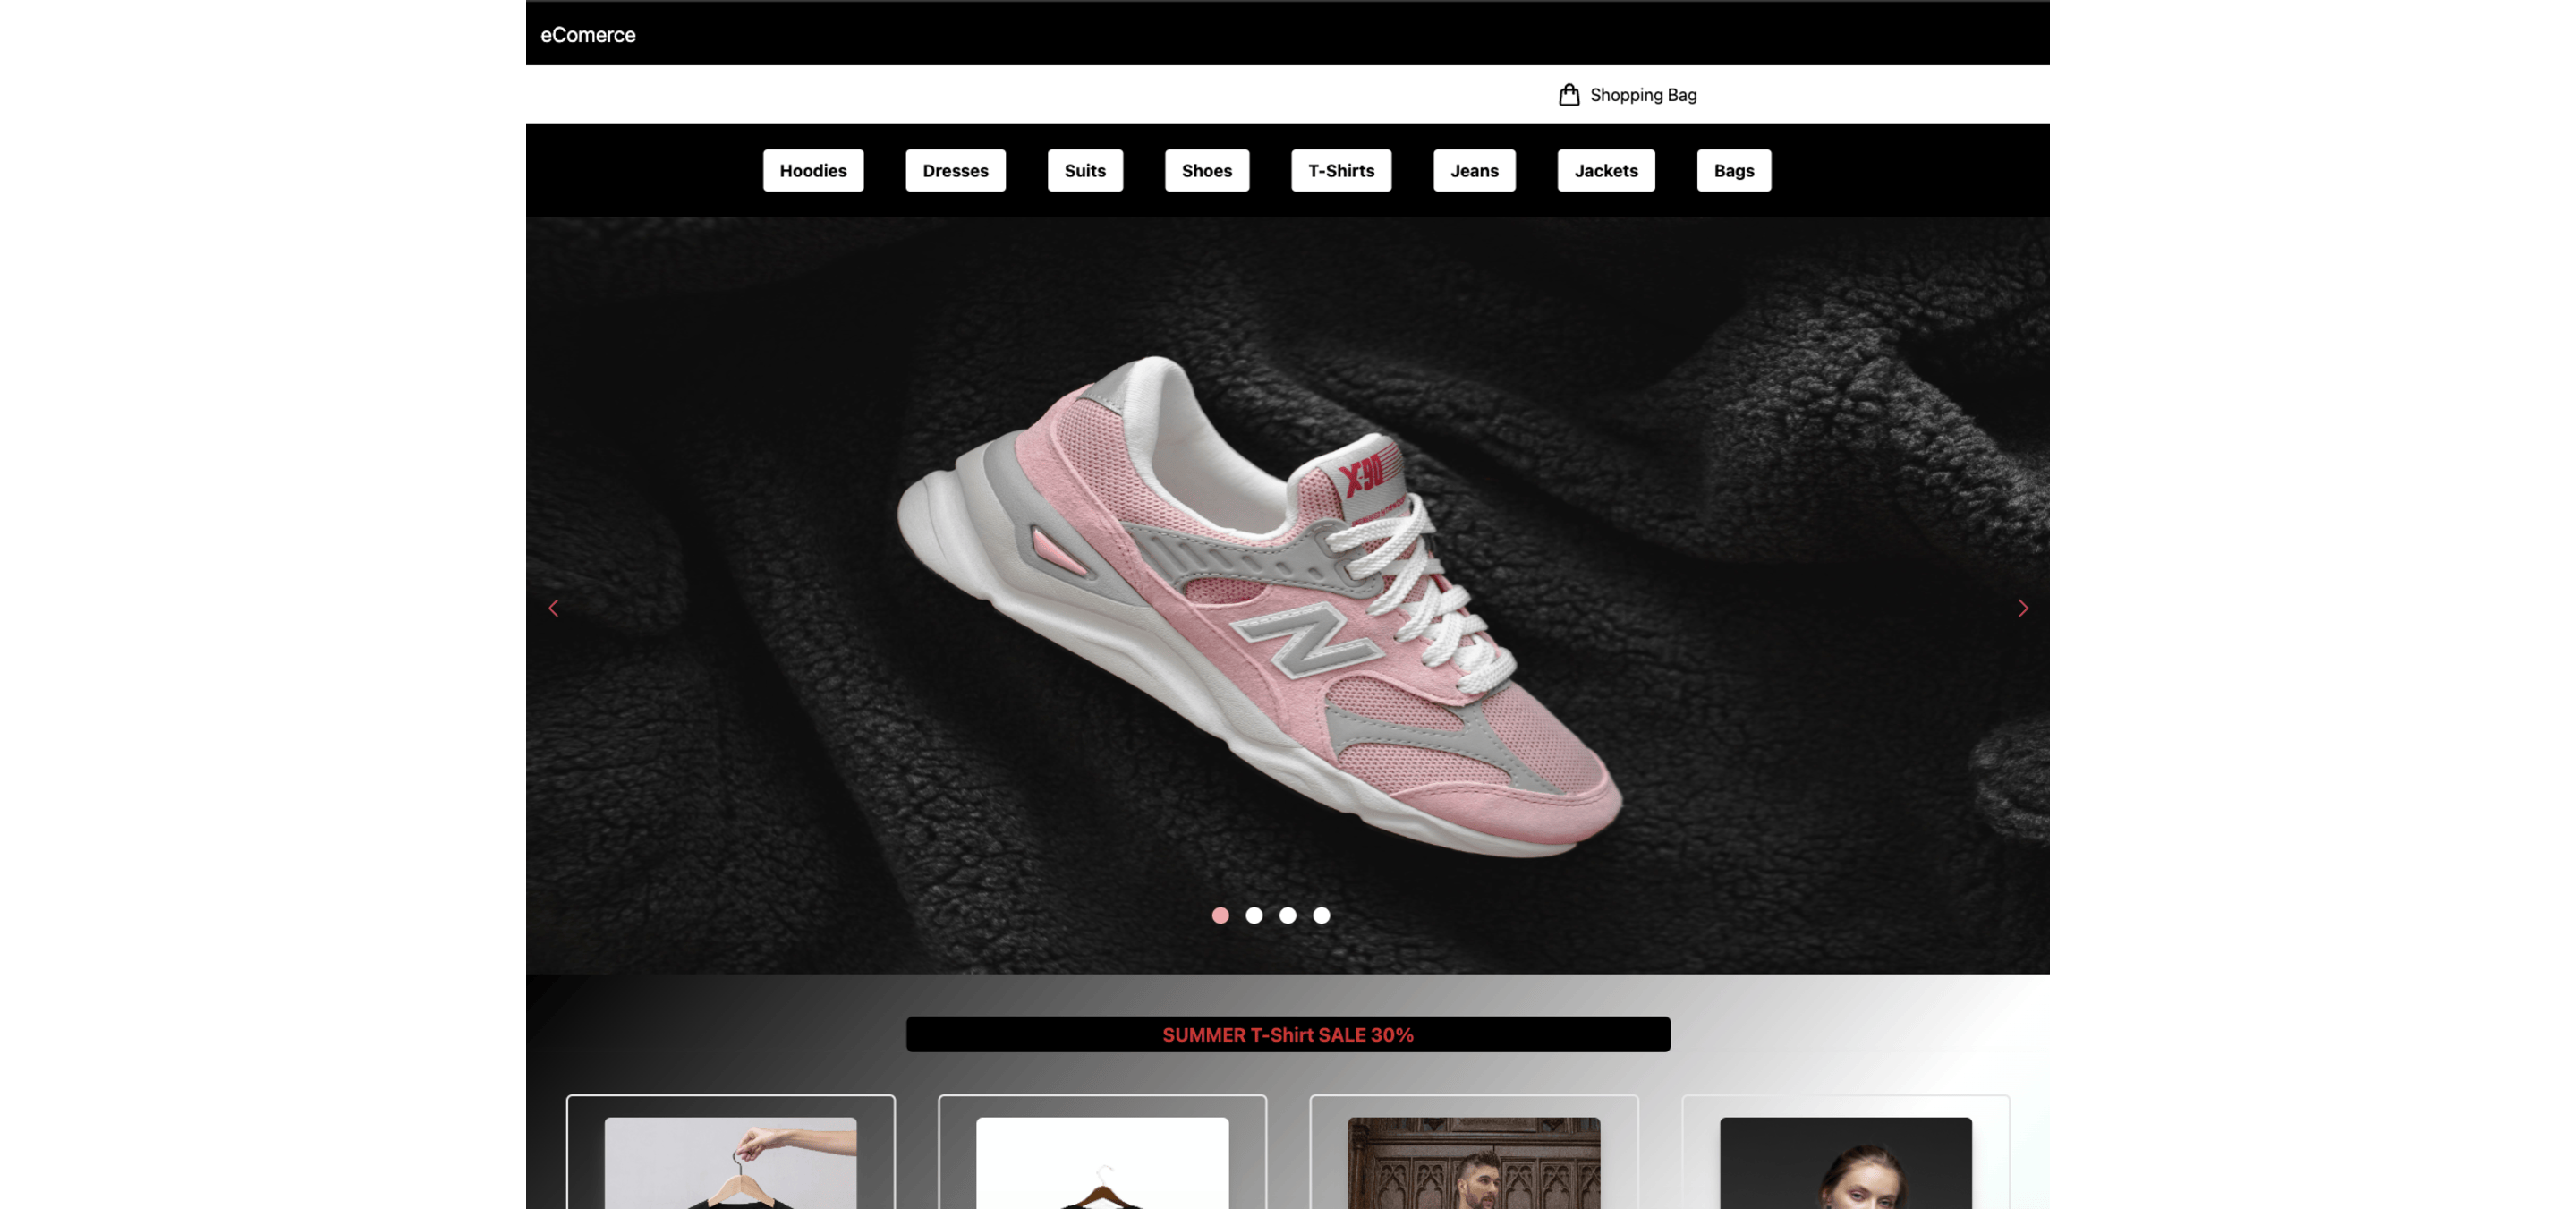 eComerce
Shopping Bag
Hoodies
Dresses
Suits
Shoes
T-Shirts
Jeans
Jackets
Bags
X-90
N
SUMMER T-Shirt SALE 30%